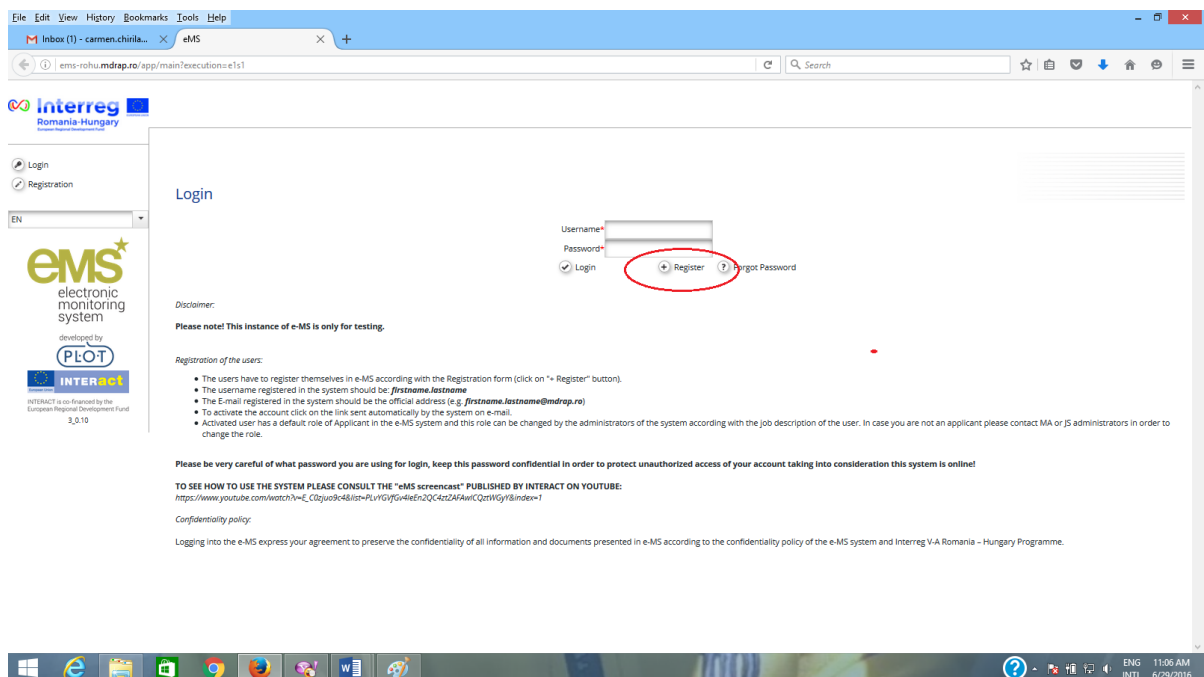 File Edit View History Bookmarks Tools Help
Inbox (1) - carmen.chirila...
eMS
ems-rohu.mdrap.ro/app/main?execution=e1s1
Search
Interreg
Romania-Hungary
European Regional Development Fund
Login
Registration
EN
Login
Username*
Password*
Login Register Forgot Password
eMS
electronic
monitoring
system
developed by
PLOT
INTERact
INTERACT is co-financed by the
European Regional Development Fund
3_0.10
Disclaimer:
Please note! This instance of e-MS is only for testing.
Registration of the users:
The users have to register themselves in e-MS according with the Registration form (click on "+ Register" button).
The username registered in the system should be: firstname.lastname
The E-mail registered in the system should be the official address (e.g. firstname.lastname@mdrap.ro)
To activate the account click on the link sent automatically by the system on e-mail.
Activated user has a default role of Applicant in the e-MS system and this role can be changed by the administrators of the system according with the job description of the user. In case you are not an applicant please contact MA or JS administrators in order to
change the role.
Please be very careful of what password you are using for login, keep this password confidential in order to protect unauthorized access of your account taking into consideration this system is online!
TO SEE HOW TO USE THE SYSTEM PLEASE CONSULT THE "eMS screencast" PUBLISHED BY INTERACT ON YOUTUBE:
https://www.youtube.com/watch?v=E_C0zjuo9c4&list=PLvYGVfGv4IeEn2QC4ztZAFAwICQztWGyY&index=1
Confidentiality policy:
Logging into the e-MS express your agreement to preserve the confidentiality of all information and documents presented in e-MS according to the confidentiality policy of the e-MS system and Interreg V-A Romania – Hungary Programme.
ENG 11:06 AM
INTL 6/29/2016